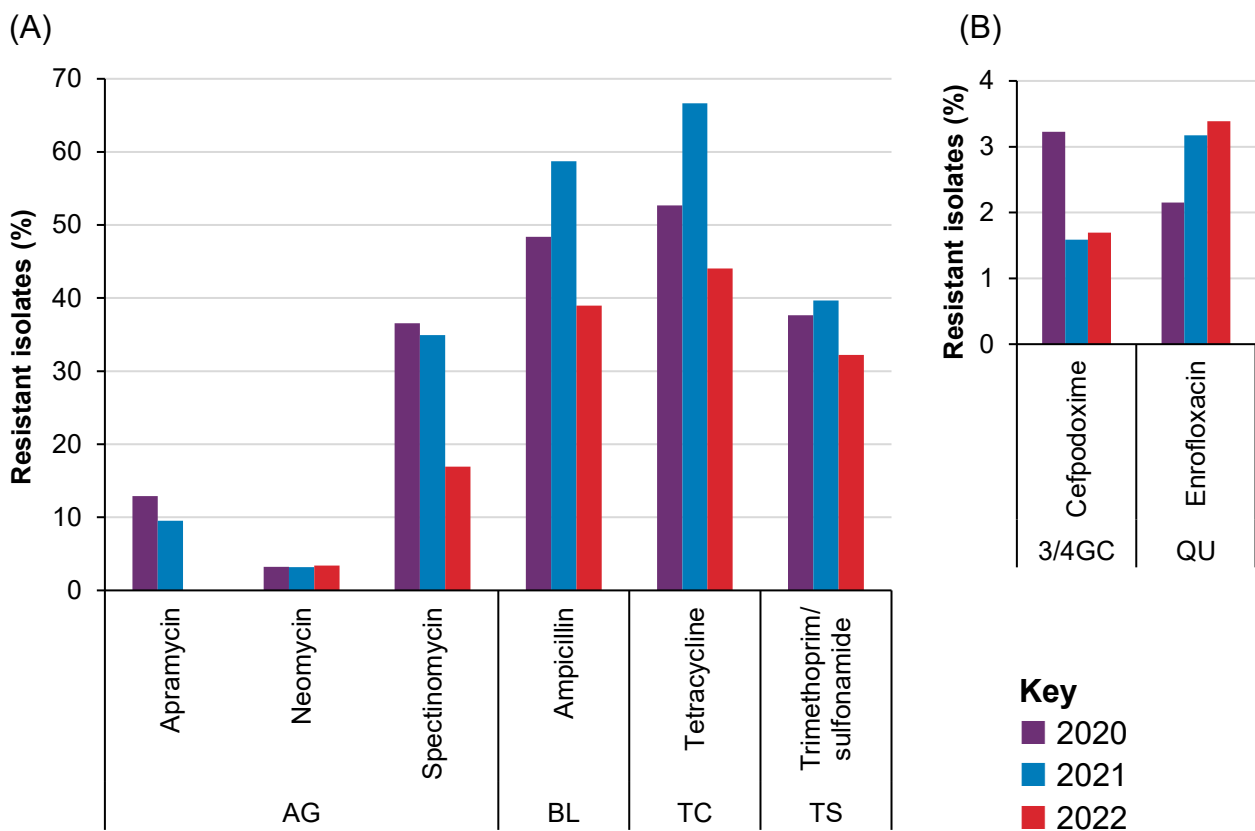 (A)
Resistant isolates (%)
70
60
50
40
30
20
10
0
Apramycin
Neomycin
Spectinomycin
Ampicillin
Tetracycline
Trimethoprim/
sulfonamide
AG
BL
TC
TS
(B)
Resistant isolates (%)
4
3
2
1
0
Cefpodoxime
Enrofloxacin
3/4GC
QU
Key
2020
2021
2022